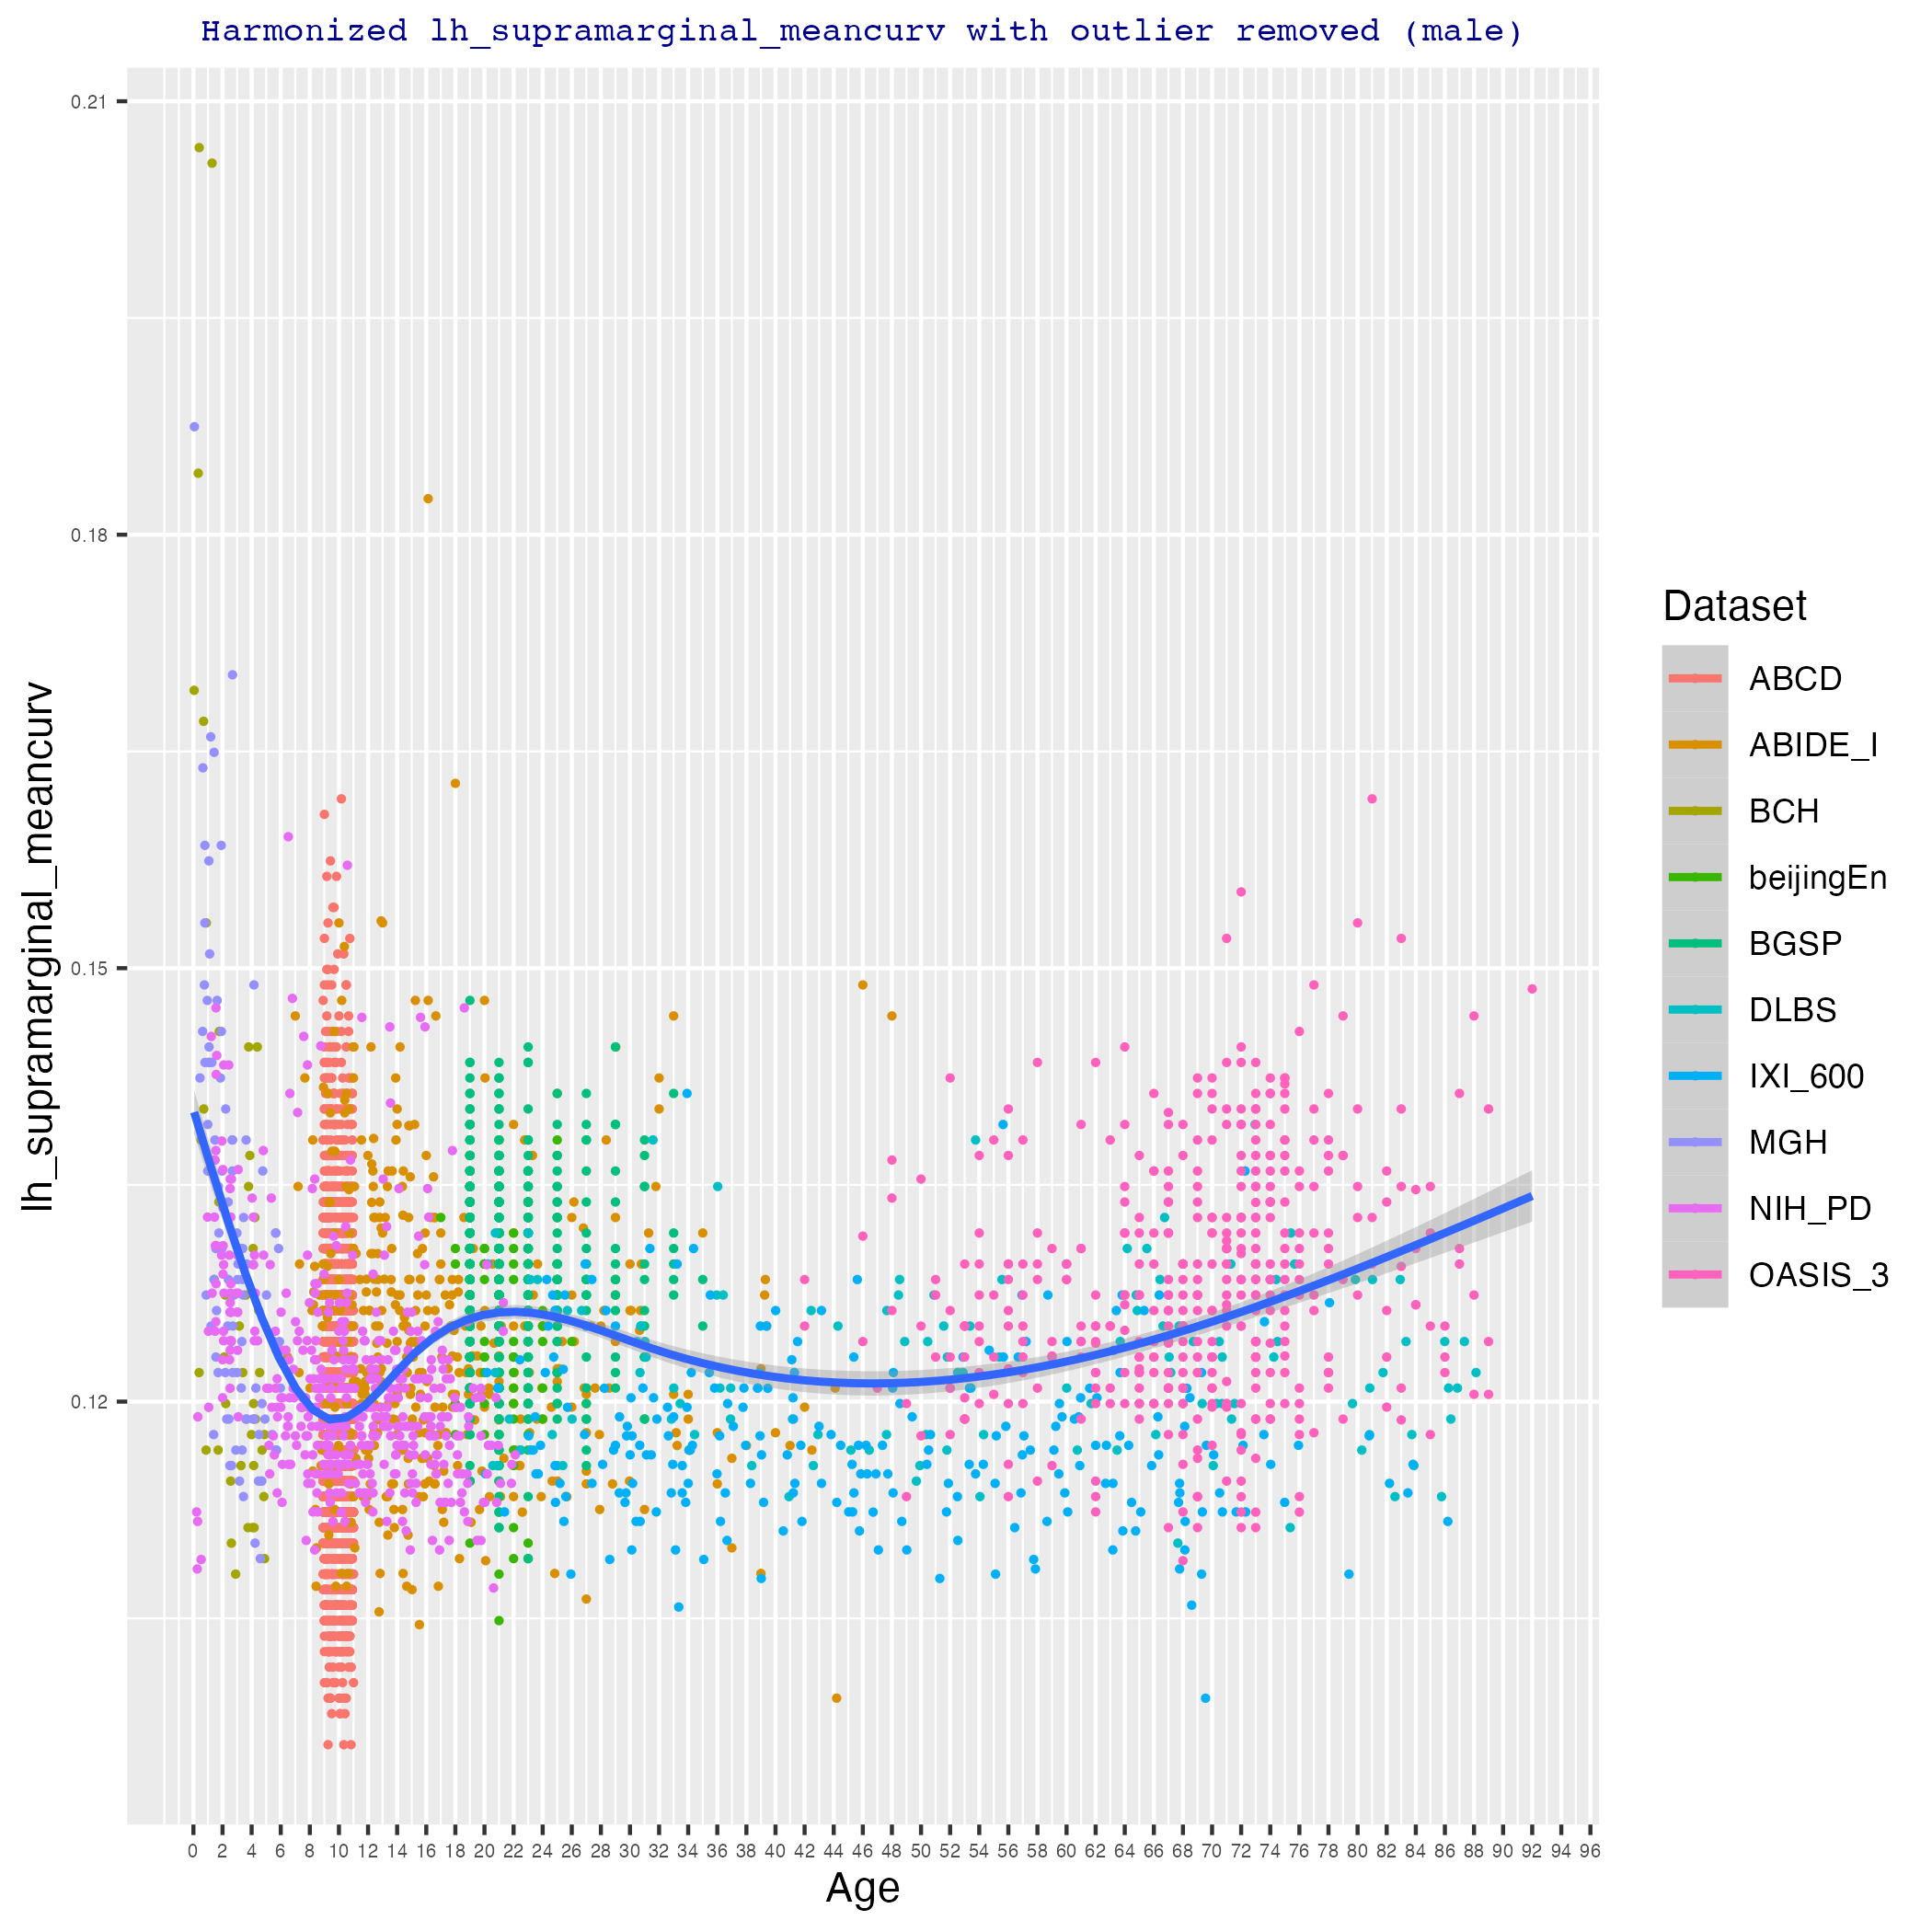 Harmonized lh_supramarginal_meancurv with outlier removed (male)
0.21
0.18
0.15
0.12
lh_supramarginal_meancurv
0 2 4 6 8 10 12 14 16 18 20 22 24 26 28 30 32 34 36 38 40 42 44 46 48 50 52 54 56 58 60 62 64 66 68 70 72 74 76 78 80 82 84 86 88 90 92 94 96
Age
Dataset
ABCD
ABIDE_I
BCH
beijingEn
BGSP
DLBS
IXI_600
MGH
NIH_PD
OASIS_3